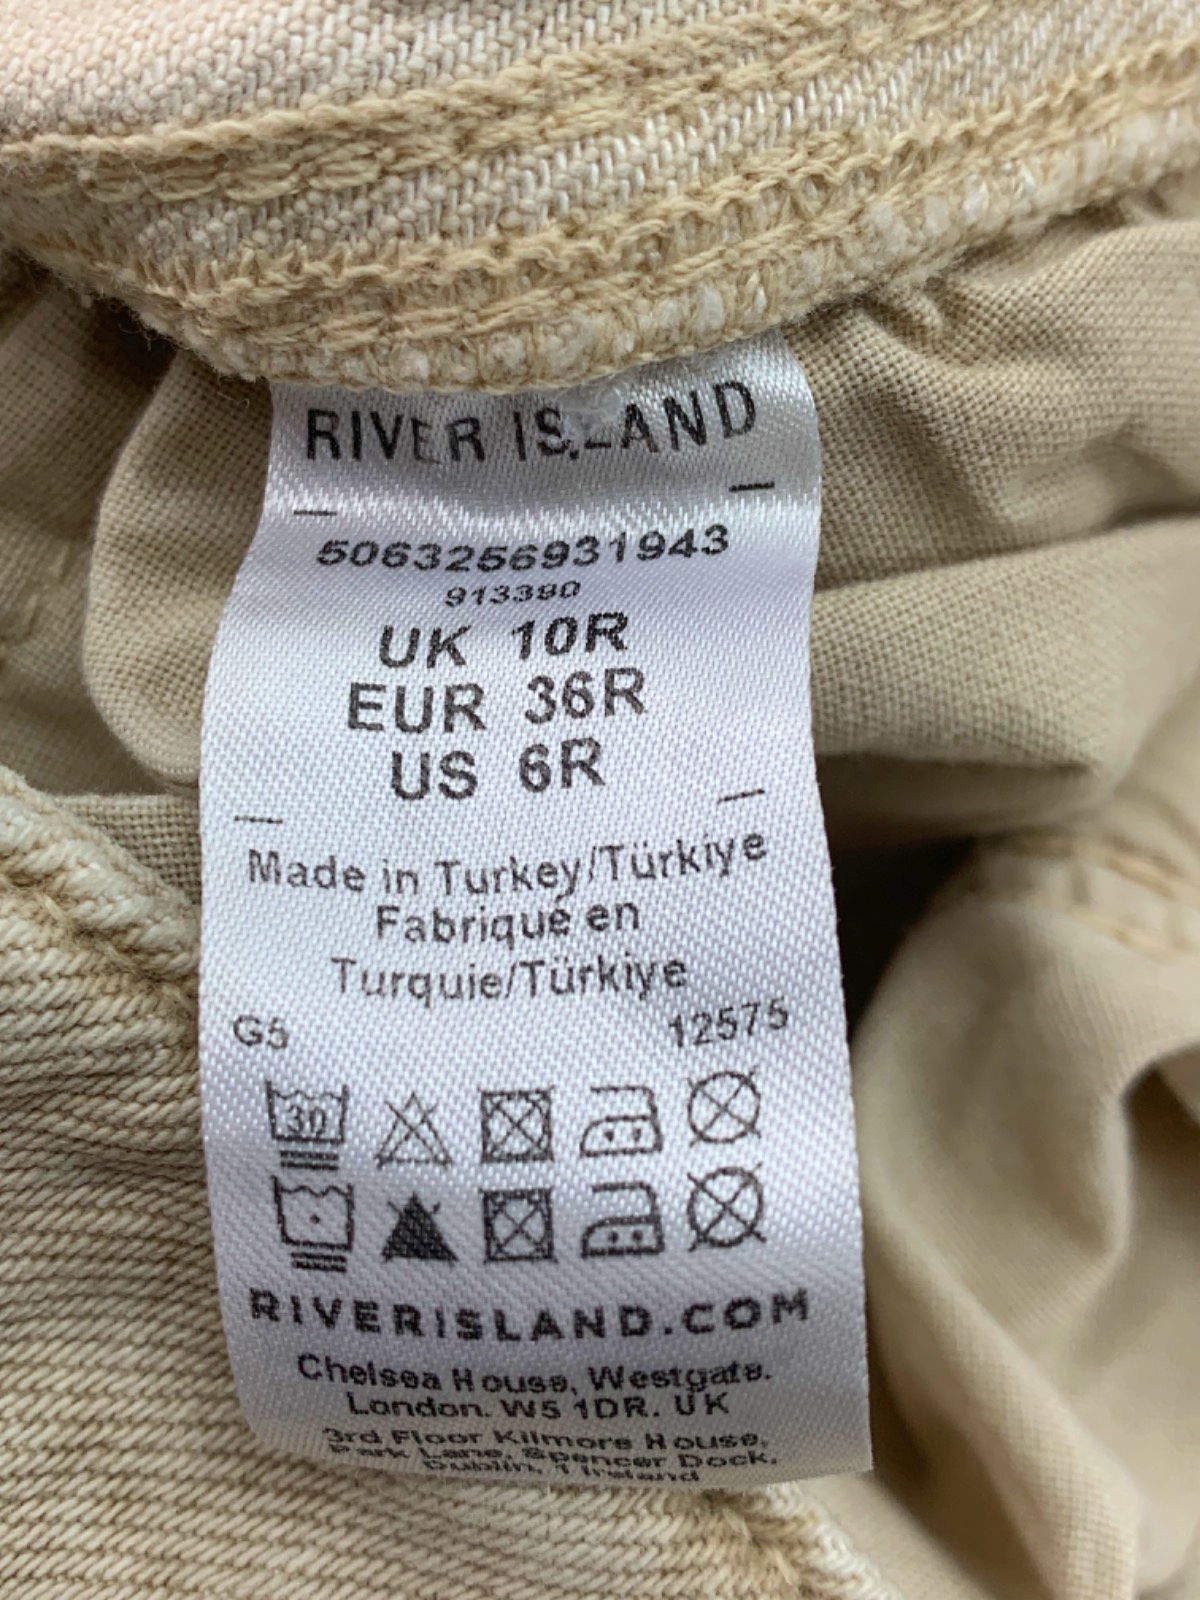 RIVER ISLAND
5063256931943
913390
UK 10R
EUR 36R
US 6R
Made in Turkey/Türkiye
Fabriqué en
Turquie/Türkiye
G5 12575
30
RIVERISLAND.COM
Chelsea House, Westgate.
London. W5 1DR. UK
3rd Floor Kilmore House,
Park Lane, Spencer Dock,
Dublin, 1 Ireland